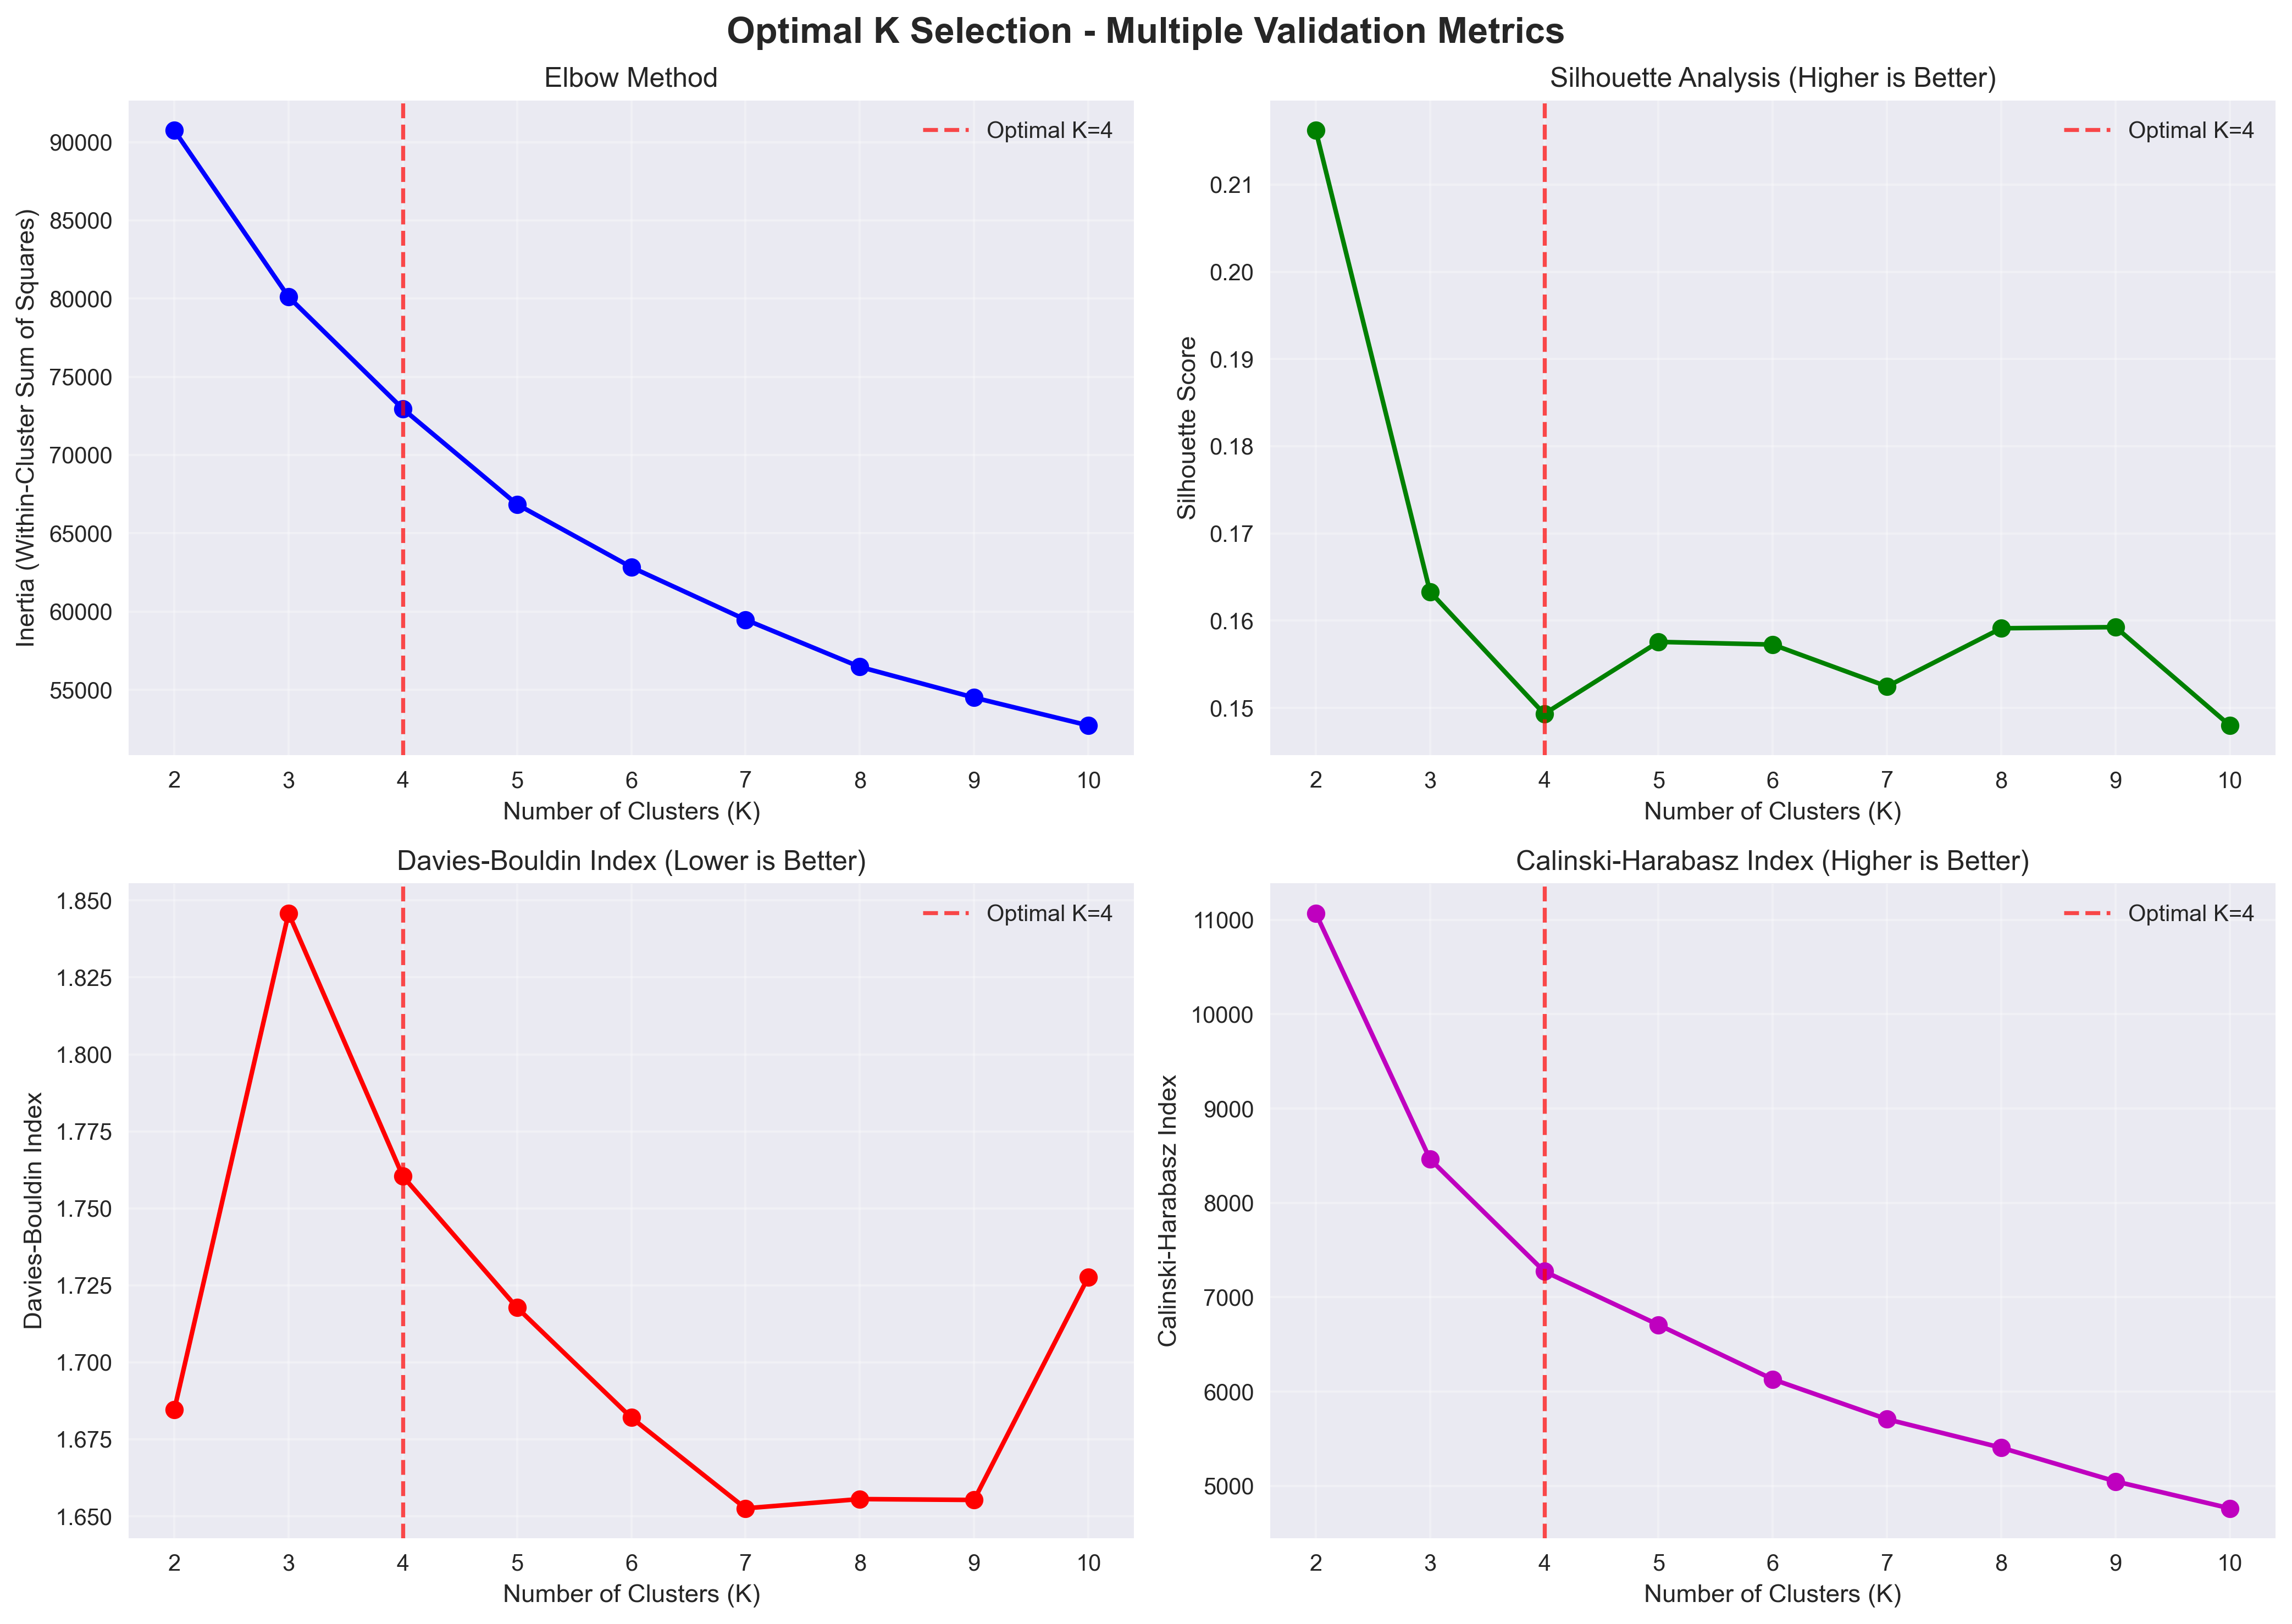 Optimal K Selection - Multiple Validation Metrics
Elbow Method
Inertia (Within-Cluster Sum of Squares)
90000
85000
80000
75000
70000
65000
60000
55000
Optimal K=4
2 3 4 5 6 7 8 9 10
Number of Clusters (K)
Silhouette Analysis (Higher is Better)
Silhouette Score
0.21
0.20
0.19
0.18
0.17
0.16
0.15
Optimal K=4
2 3 4 5 6 7 8 9 10
Number of Clusters (K)
Davies-Bouldin Index (Lower is Better)
Davies-Bouldin Index
1.850
1.825
1.800
1.775
1.750
1.725
1.700
1.675
1.650
Optimal K=4
2 3 4 5 6 7 8 9 10
Number of Clusters (K)
Calinski-Harabasz Index (Higher is Better)
Calinski-Harabasz Index
11000
10000
9000
8000
7000
6000
5000
Optimal K=4
2 3 4 5 6 7 8 9 10
Number of Clusters (K)